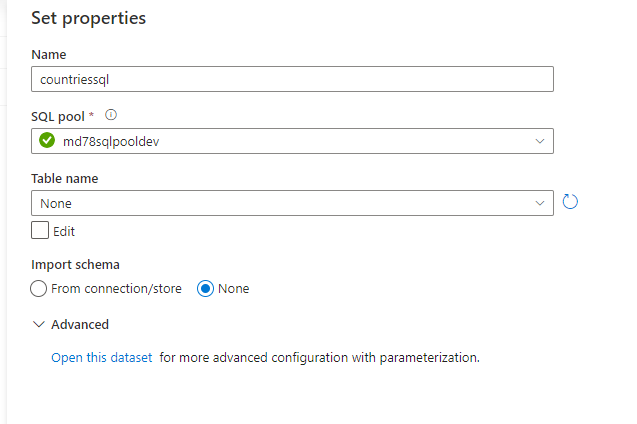 Set properties
Name
countriessql
SQL pool *
md78sqlpooldev
Table name
None
Edit
Import schema
From connection/store None
Advanced
Open this dataset for more advanced configuration with parameterization.